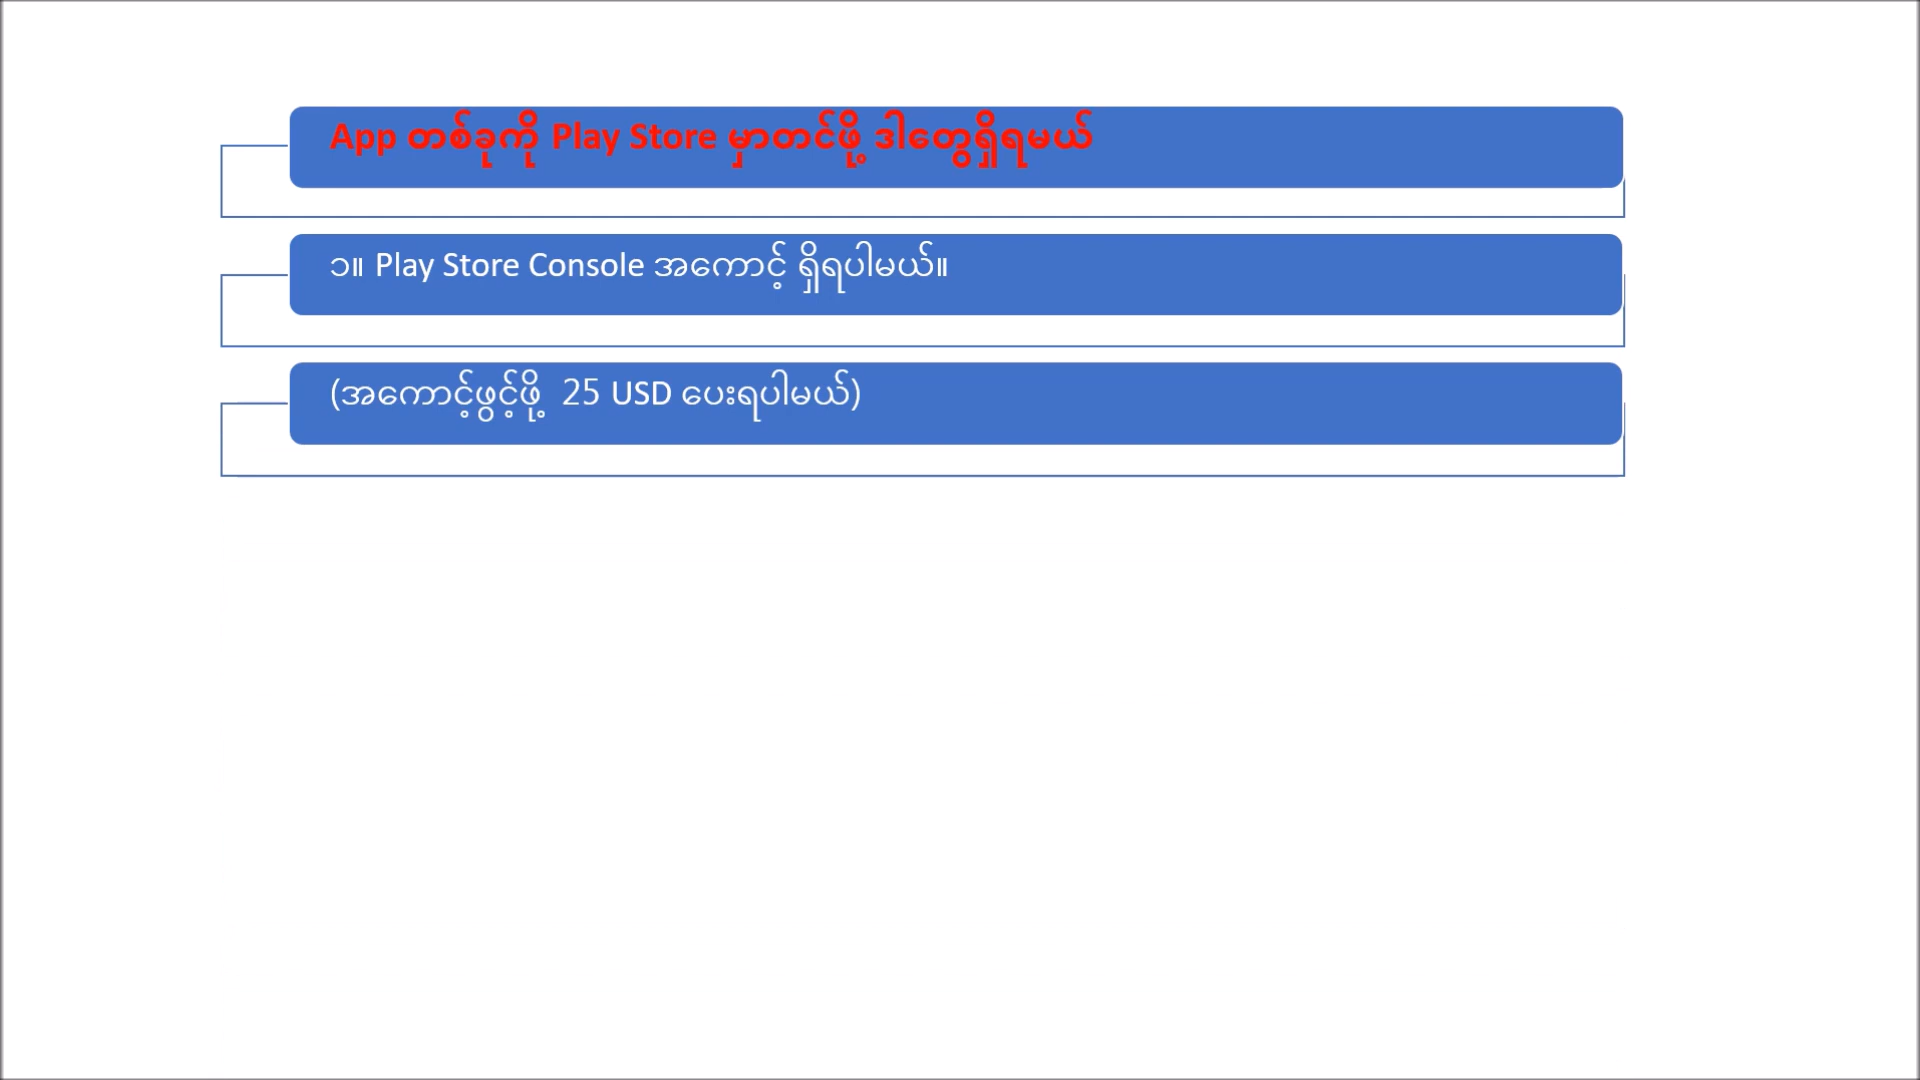 App တစ်ခုကို Play Store မှာတင်ဖို့ ဒါတွေရှိရမယ်
၁။ Play Store Console အကောင့် ရှိရပါမယ်။
(အကောင့်ဖွင့်ဖို့ 25 USD ပေးရပါမယ်)